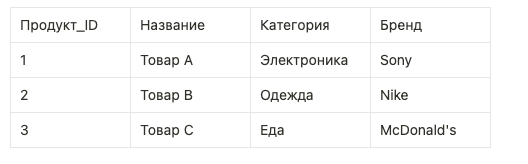 Продукт_ID Название Категория Бренд
1 Товар A Электроника Sony
2 Товар B Одежда Nike
3 Товар C Еда McDonald's